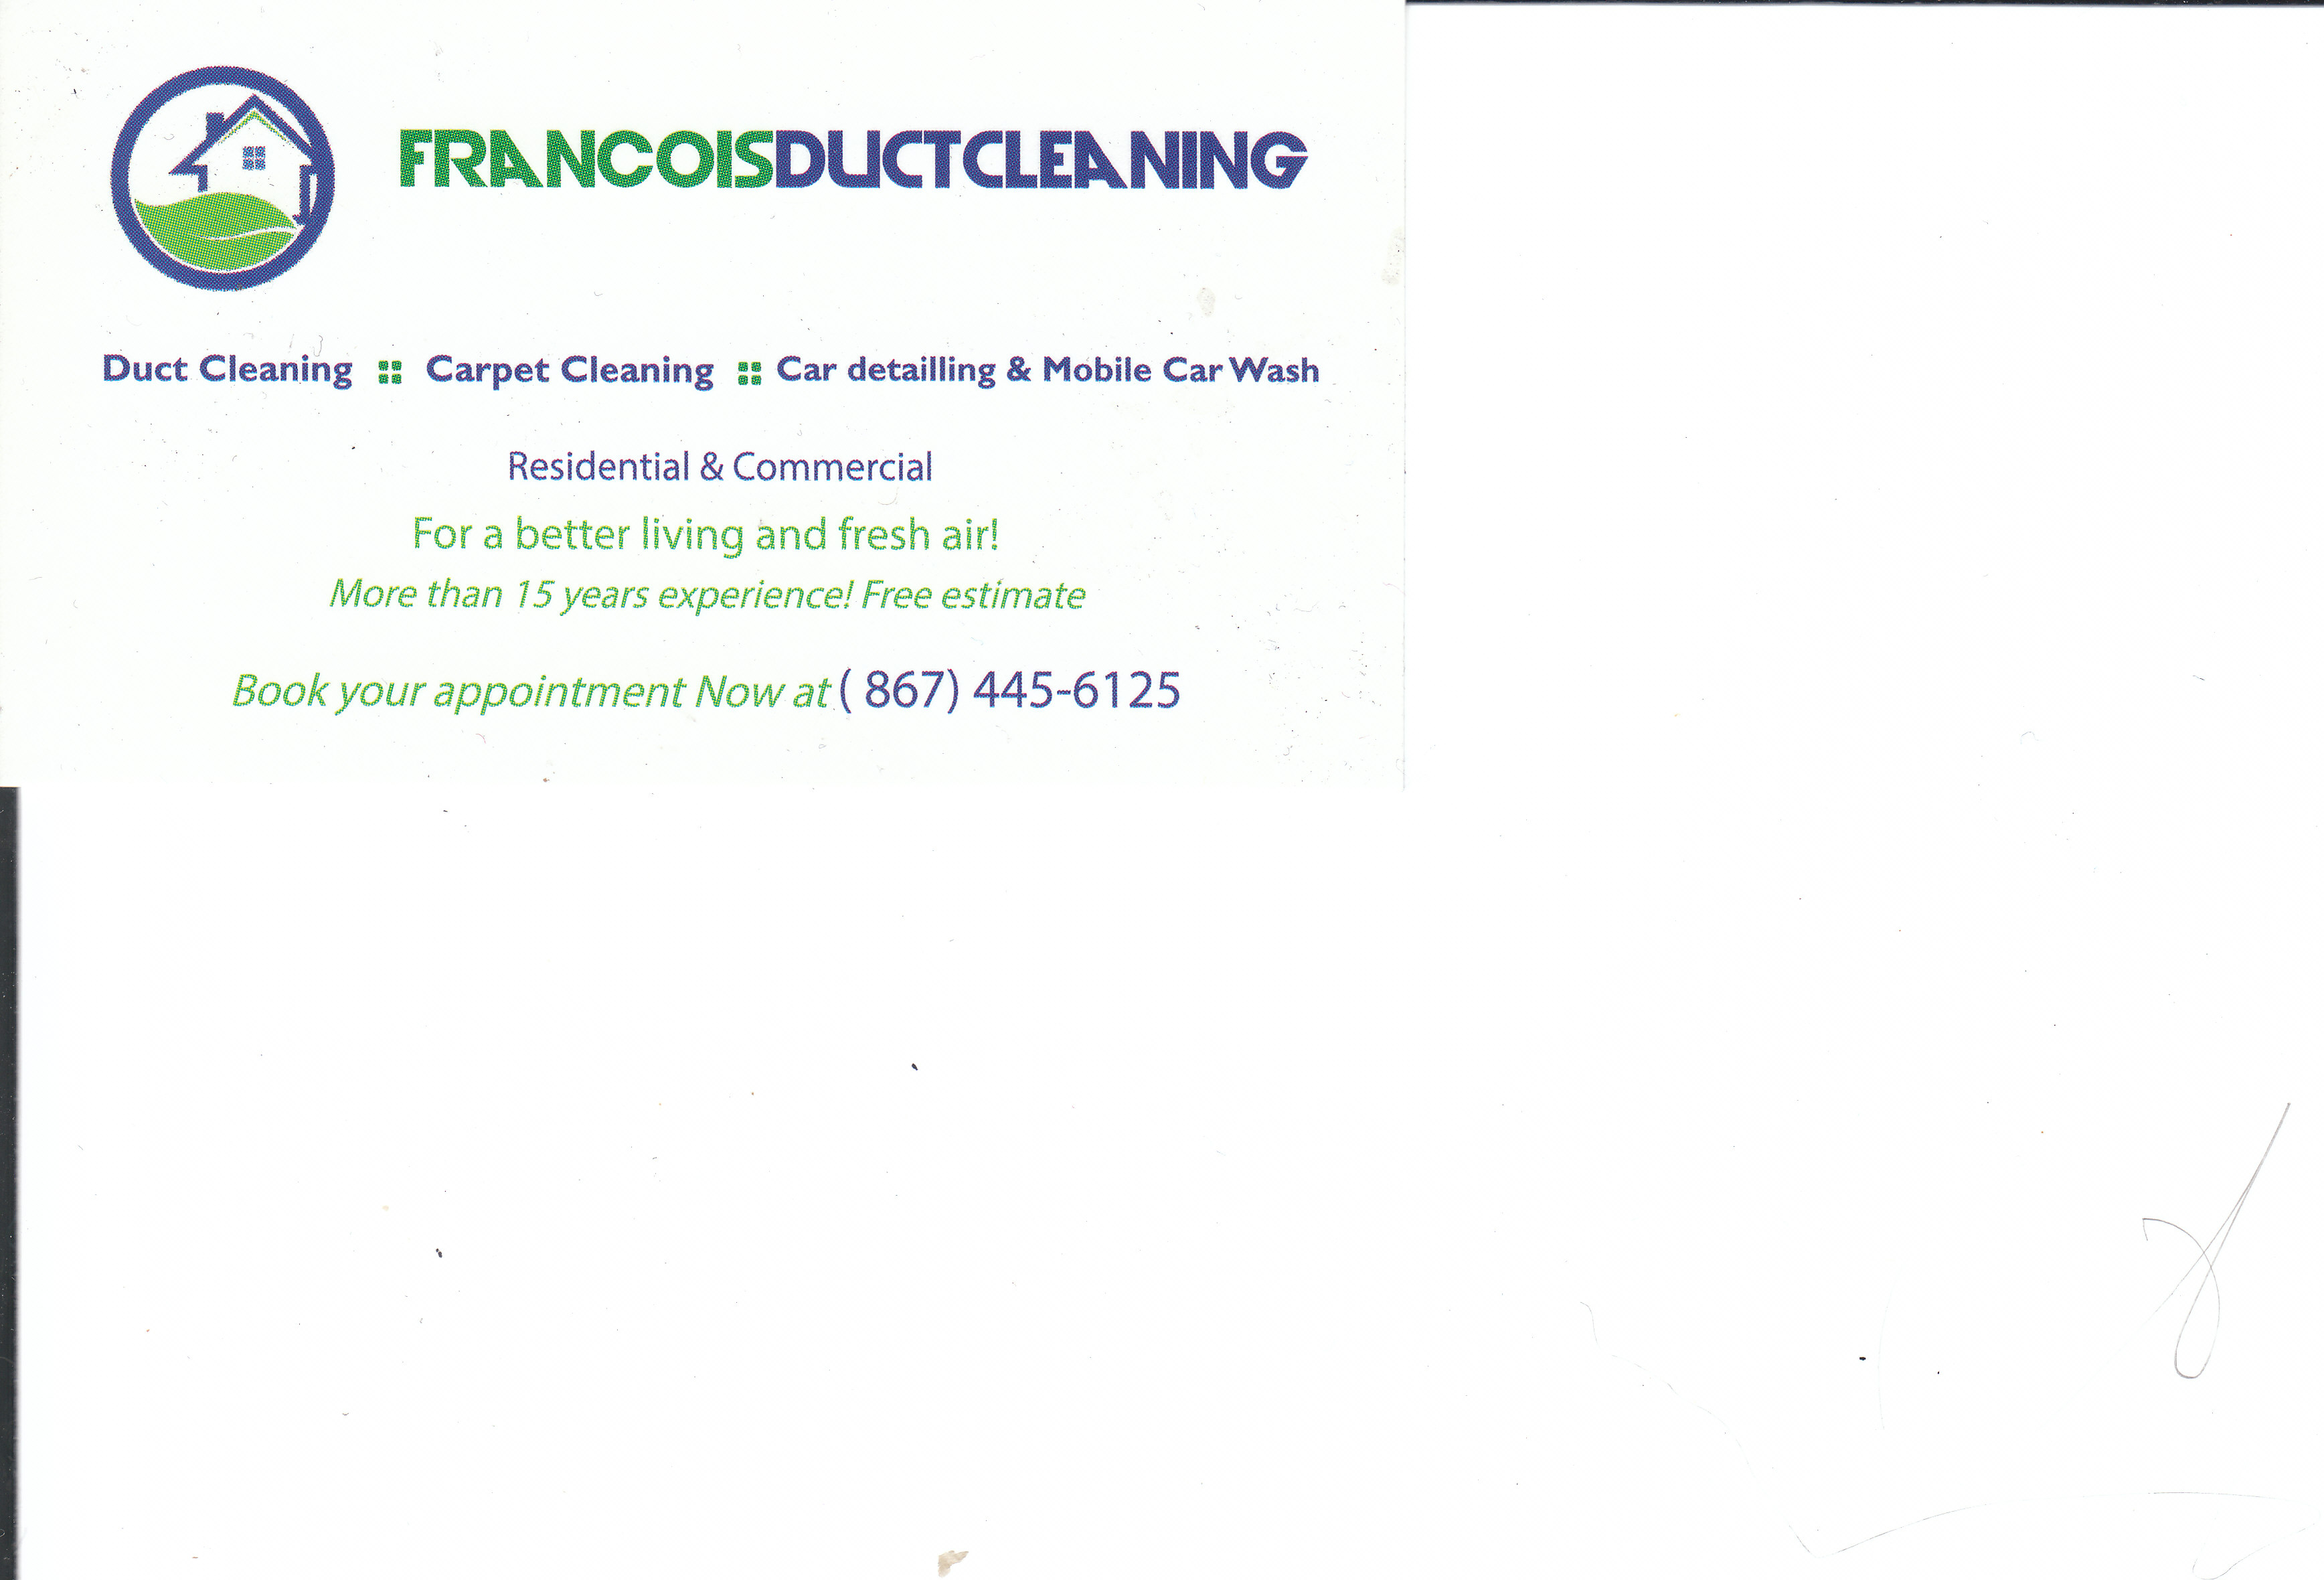 FRANCOISDUCTCLEANING
Duct Cleaning :: Carpet Cleaning :: Car detailling & Mobile Car Wash
Residential & Commercial
For a better living and fresh air!
More than 15 years experience! Free estimate
Book your appointment Now at ( 867) 445-6125